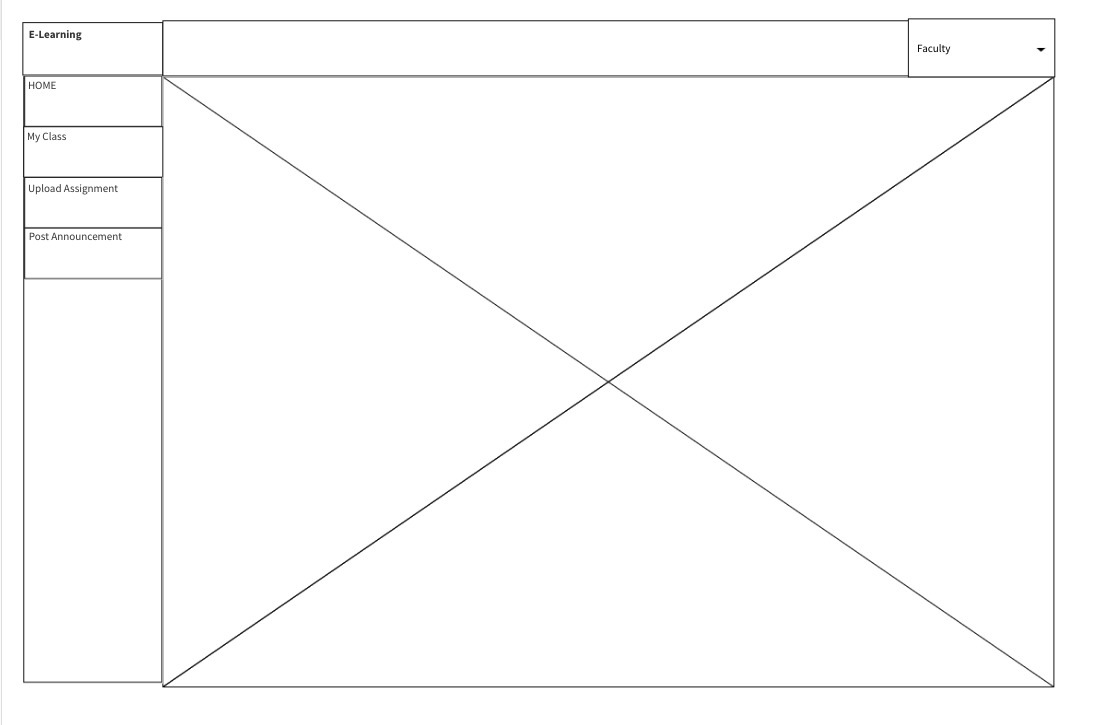 E-Learning
Faculty
HOME
My Class
Upload Assignment
Post Announcement